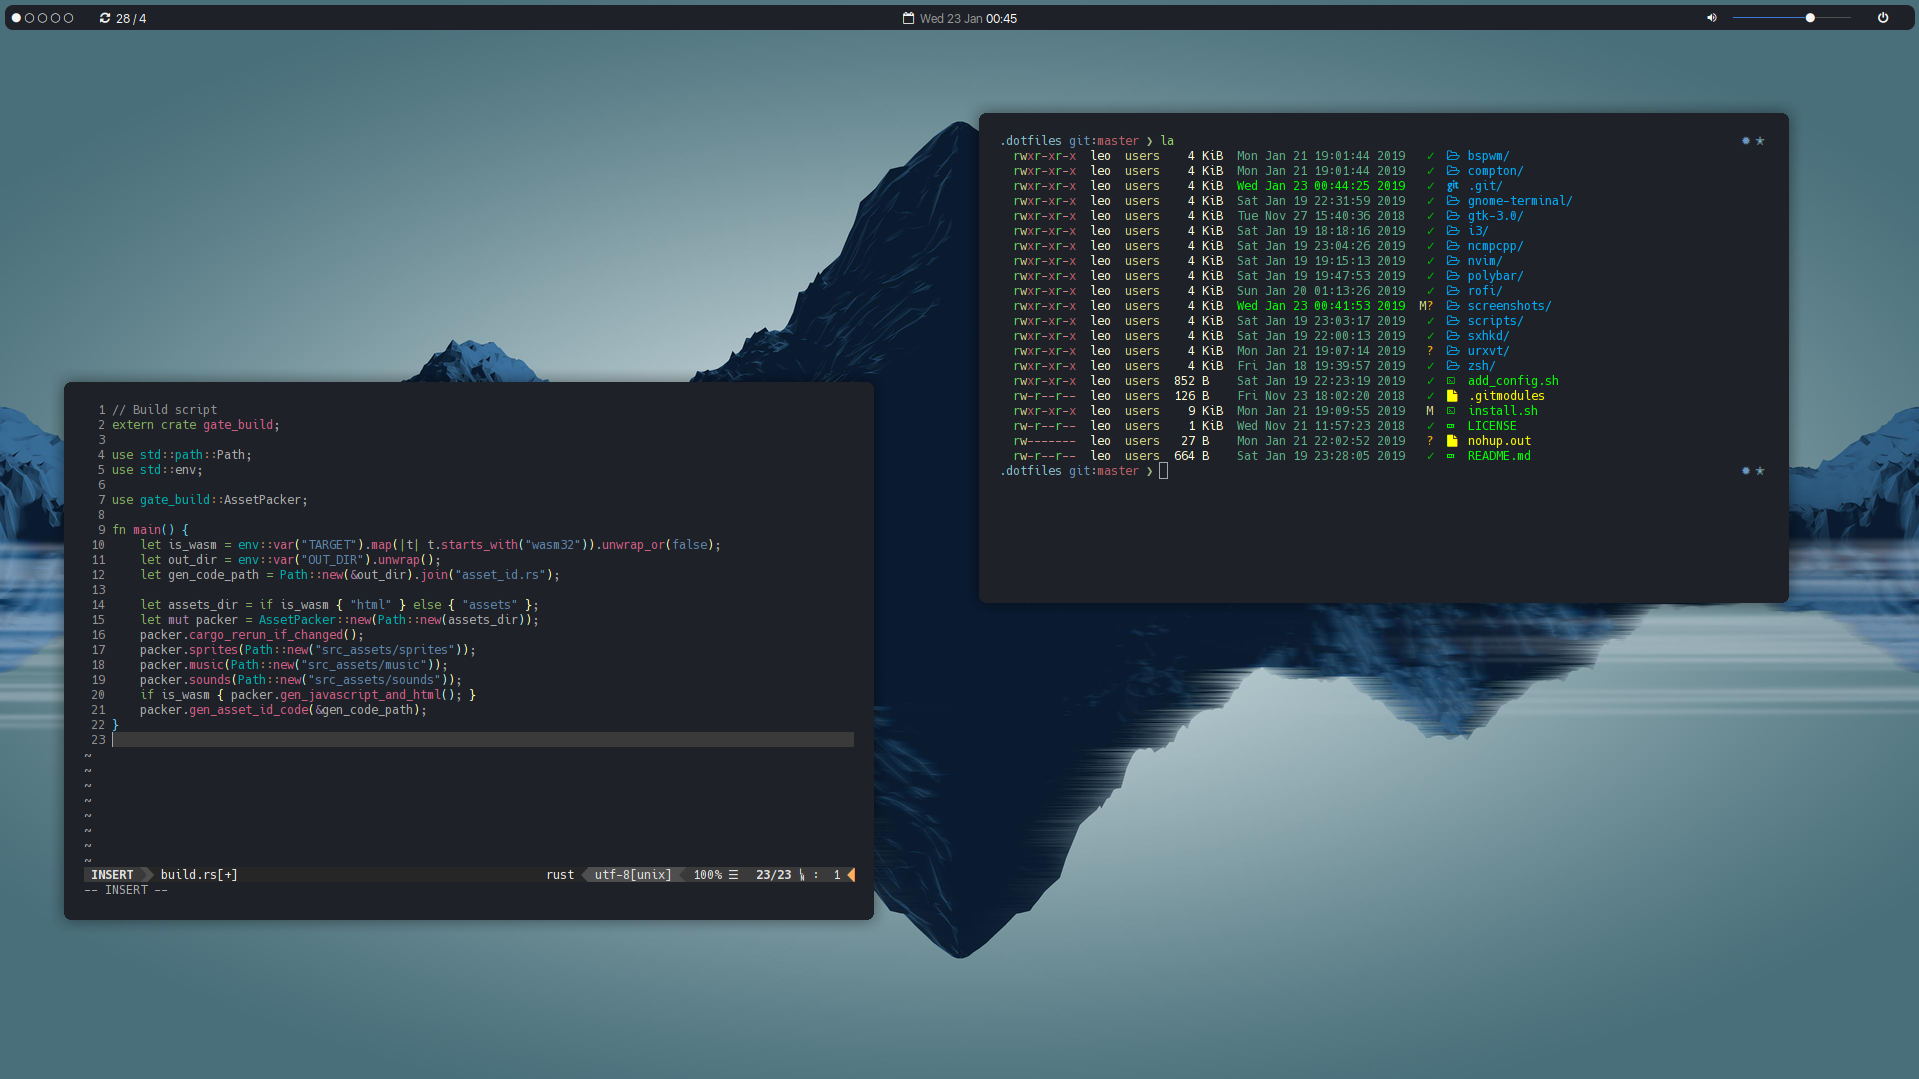 28 / 4
Wed 23 Jan 00:45
.dotfiles git:master ❯ la
rwxr-xr-x leo users 4 KiB Mon Jan 21 19:01:44 2019 ✓ bspwm/
rwxr-xr-x leo users 4 KiB Mon Jan 21 19:01:44 2019 ✓ compton/
rwxr-xr-x leo users 4 KiB Wed Jan 23 00:44:25 2019 ✓ git .git/
rwxr-xr-x leo users 4 KiB Sat Jan 19 22:31:59 2019 ✓ gnome-terminal/
rwxr-xr-x leo users 4 KiB Tue Nov 27 15:40:36 2018 ✓ gtk-3.0/
rwxr-xr-x leo users 4 KiB Sat Jan 19 18:18:16 2019 ✓ i3/
rwxr-xr-x leo users 4 KiB Sat Jan 19 23:04:26 2019 ✓ ncmpcpp/
rwxr-xr-x leo users 4 KiB Sat Jan 19 19:15:13 2019 ✓ nvim/
rwxr-xr-x leo users 4 KiB Sat Jan 19 19:47:53 2019 ✓ polybar/
rwxr-xr-x leo users 4 KiB Sun Jan 20 01:13:26 2019 ✓ rofi/
rwxr-xr-x leo users 4 KiB Wed Jan 23 00:41:53 2019 M? screenshots/
rwxr-xr-x leo users 4 KiB Sat Jan 19 23:03:17 2019 ✓ scripts/
rwxr-xr-x leo users 4 KiB Sat Jan 19 22:00:13 2019 ✓ sxhkd/
rwxr-xr-x leo users 4 KiB Mon Jan 21 19:07:14 2019 ? urxvt/
rwxr-xr-x leo users 4 KiB Fri Jan 18 19:39:57 2019 ✓ zsh/
rwxr-xr-x leo users 852 B Sat Jan 19 22:23:19 2019 ✓ add_config.sh
rw-r--r-- leo users 126 B Fri Nov 23 18:02:20 2018 ✓ .gitmodules
rwxr-xr-x leo users 9 KiB Mon Jan 21 19:09:55 2019 M install.sh
rw-r--r-- leo users 1 KiB Wed Nov 21 11:57:23 2018 ✓ LICENSE
rw------- leo users 27 B Mon Jan 21 22:02:52 2019 ? nohup.out
rw-r--r-- leo users 664 B Sat Jan 19 23:28:05 2019 ✓ README.md
.dotfiles git:master ❯
1 // Build script
2 extern crate gate_build;
3
4 use std::path::Path;
5 use std::env;
6
7 use gate_build::AssetPacker;
8
9 fn main() {
10     let is_wasm = env::var("TARGET").map(|t| t.starts_with("wasm32")).unwrap_or(false);
11     let out_dir = env::var("OUT_DIR").unwrap();
12     let gen_code_path = Path::new(&out_dir).join("asset_id.rs");
13
14     let assets_dir = if is_wasm { "html" } else { "assets" };
15     let mut packer = AssetPacker::new(Path::new(assets_dir));
16     packer.cargo_rerun_if_changed();
17     packer.sprites(Path::new("src_assets/sprites"));
18     packer.music(Path::new("src_assets/music"));
19     packer.sounds(Path::new("src_assets/sounds"));
20     if is_wasm { packer.gen_javascript_and_html(); }
21     packer.gen_asset_id_code(&gen_code_path);
22 }
23
~
~
~
~
~
~
~
~
INSERT build.rs[+] rust utf-8[unix] 100% ☰ 23/23 ㏑ : 1
-- INSERT --